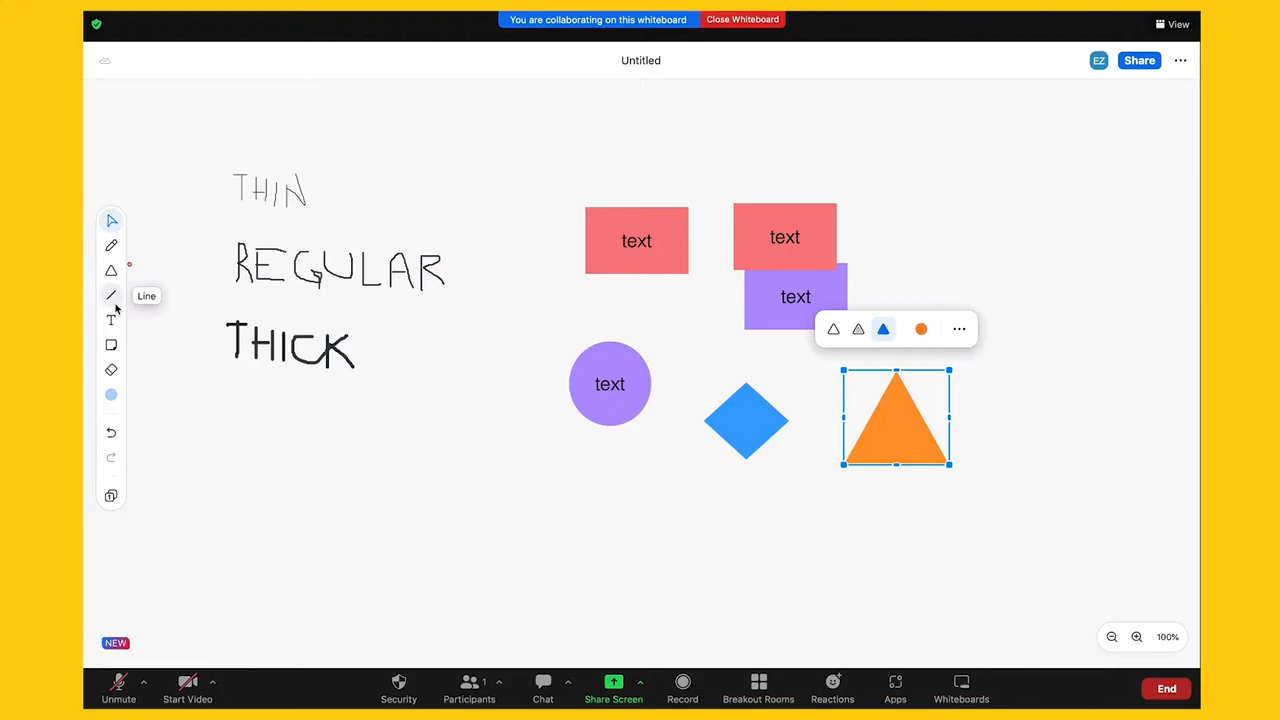 You are collaborating on this whiteboard Close Whiteboard
View
Untitled
EZ Share
THIN
REGULAR
THICK
Line
T
text
text
text
text
NEW
100%
1
Unmute Start Video Security Participants Chat Share Screen Record Breakout Rooms Reactions Apps Whiteboards End